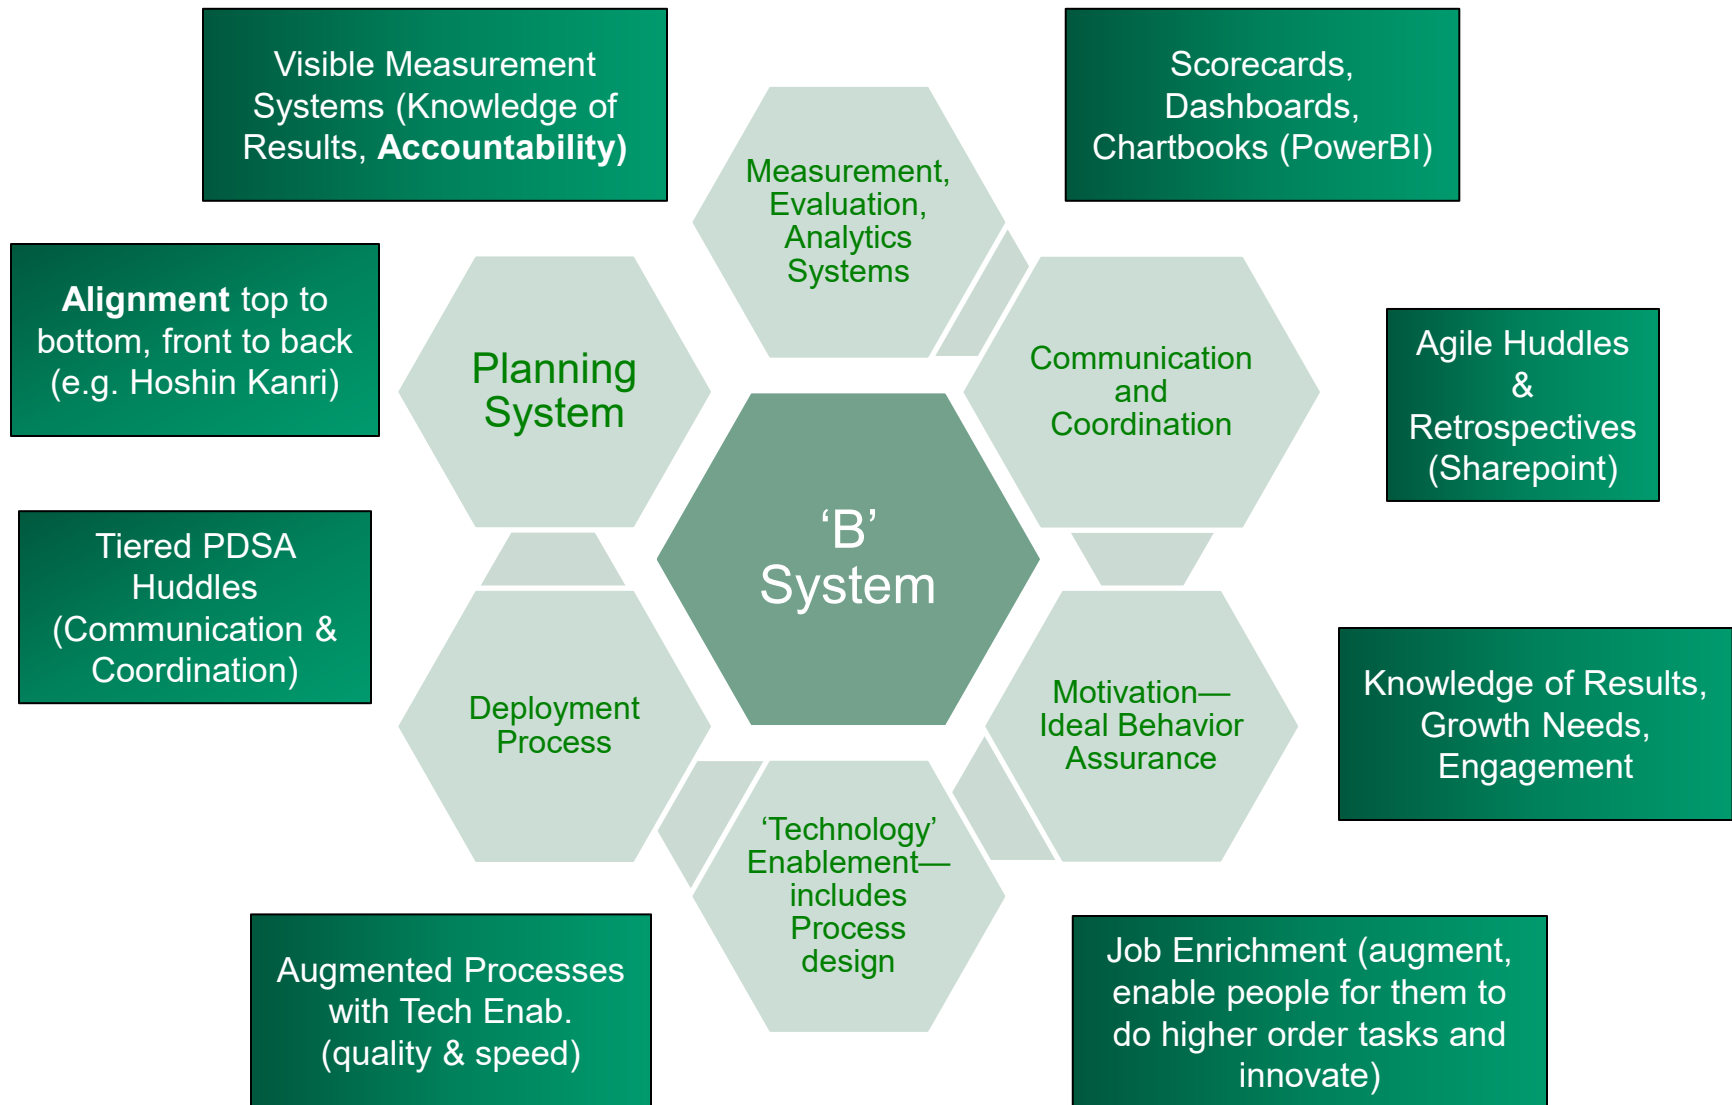 Visible Measurement
Systems (Knowledge of
Results, Accountability)
Scorecards,
Dashboards,
Chartbooks (PowerBI)
Measurement,
Evaluation,
Analytics
Systems
Alignment top to
bottom, front to back
(e.g. Hoshin Kanri)
Planning
System
Communication
and
Coordination
Agile Huddles
&
Retrospectives
(Sharepoint)
‘B’
System
Tiered PDSA
Huddles
(Communication &
Coordination)
Deployment
Process
Motivation—
Ideal Behavior
Assurance
Knowledge of Results,
Growth Needs,
Engagement
‘Technology’
Enablement—
includes
Process
design
Augmented Processes
with Tech Enab.
(quality & speed)
Job Enrichment (augment,
enable people for them to
do higher order tasks and
innovate)